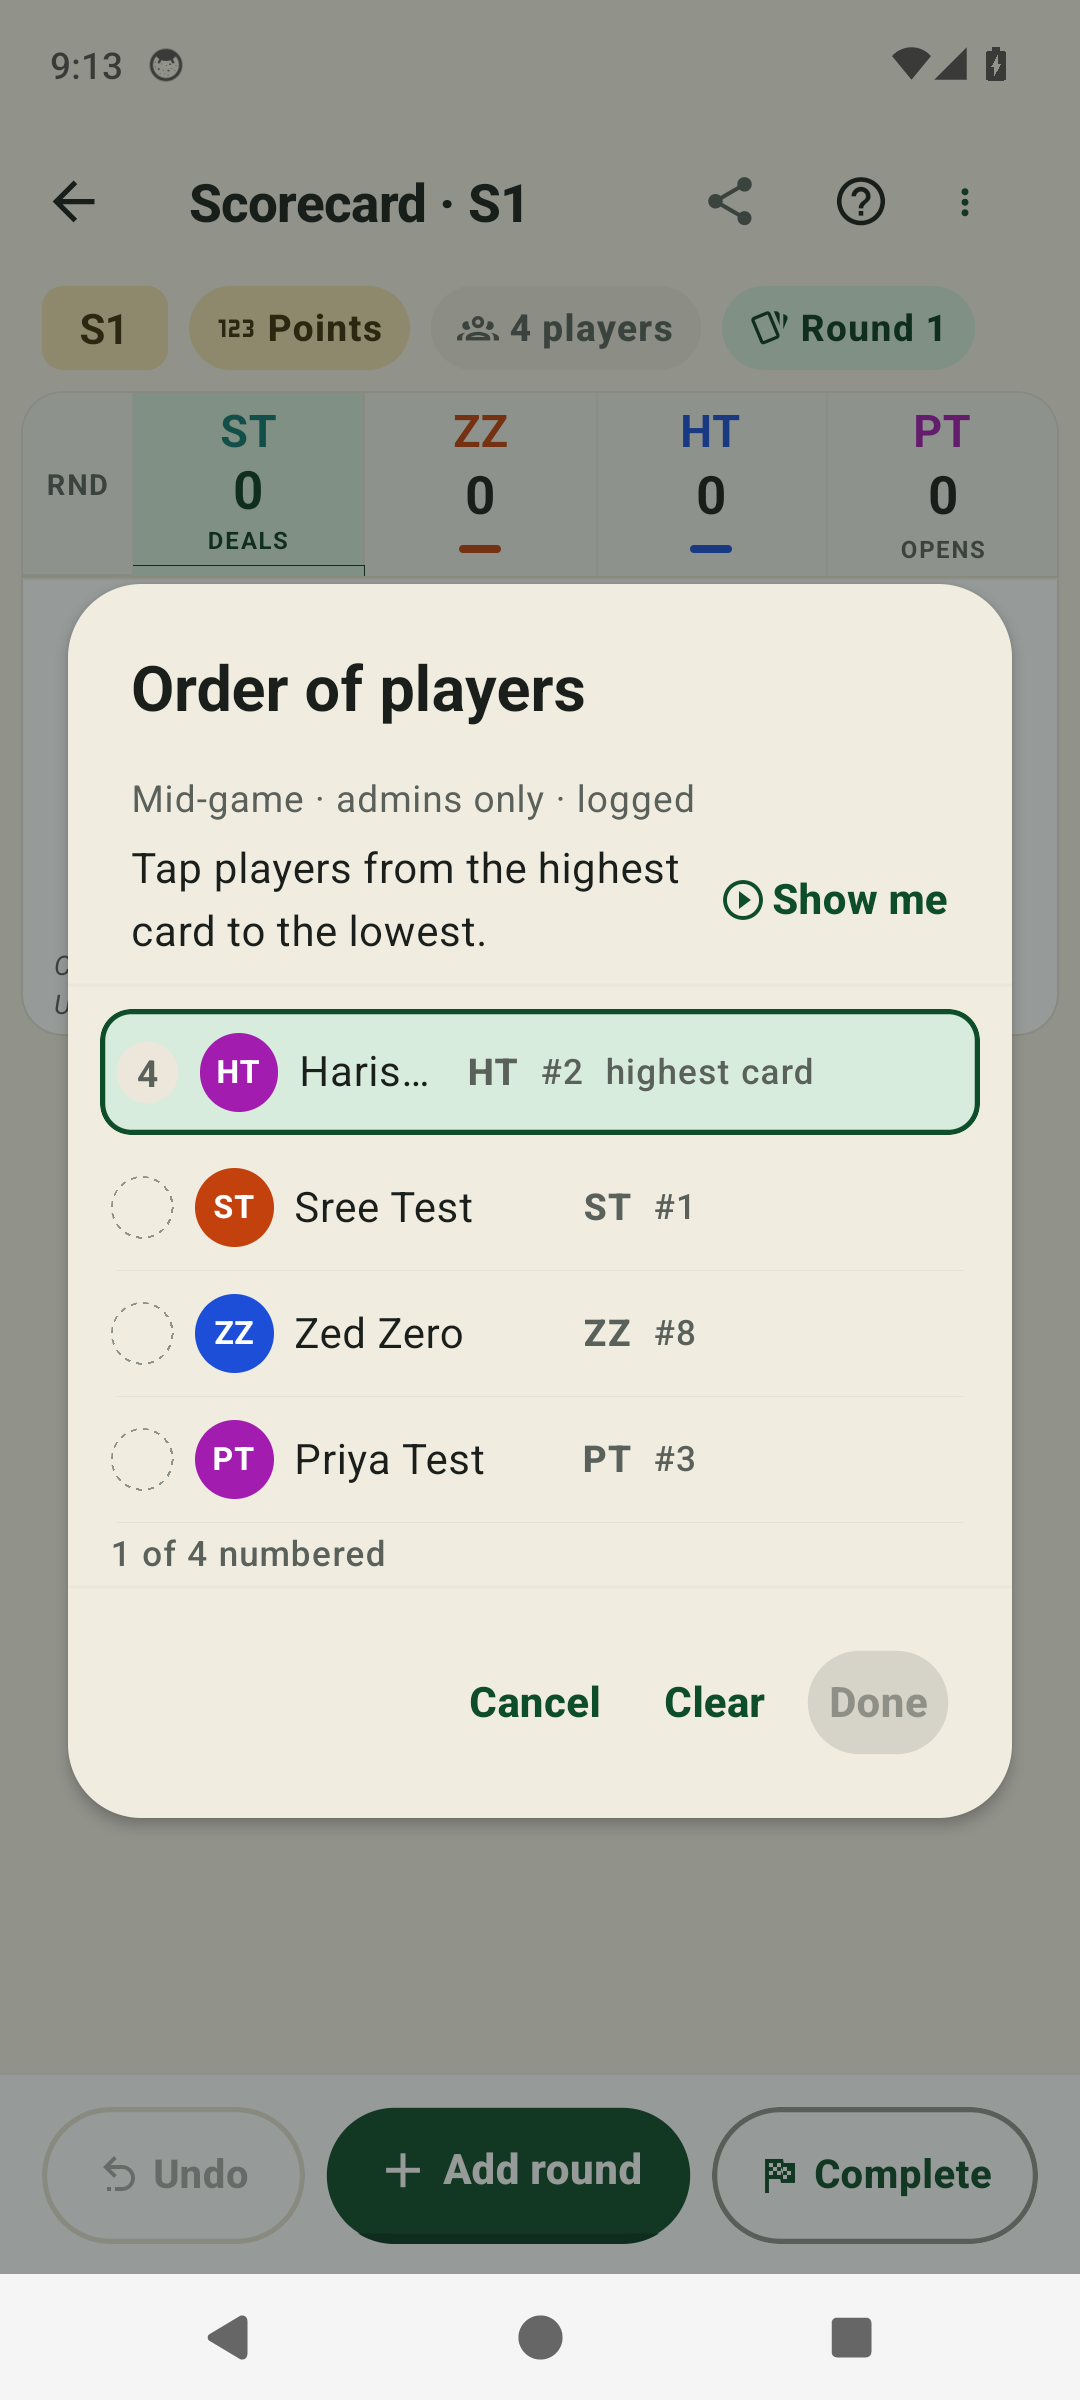 9:13
Scorecard · S1
S1
123 Points
4 players
Round 1
RND
ST
0
DEALS
ZZ
0
HT
0
PT
0
OPENS
Order of players
Mid-game · admins only · logged
Tap players from the highest
card to the lowest.
Show me
4 HT Haris… HT #2 highest card
ST Sree Test ST #1
ZZ Zed Zero ZZ #8
PT Priya Test PT #3
1 of 4 numbered
Cancel Clear Done
Undo
Add round
Complete